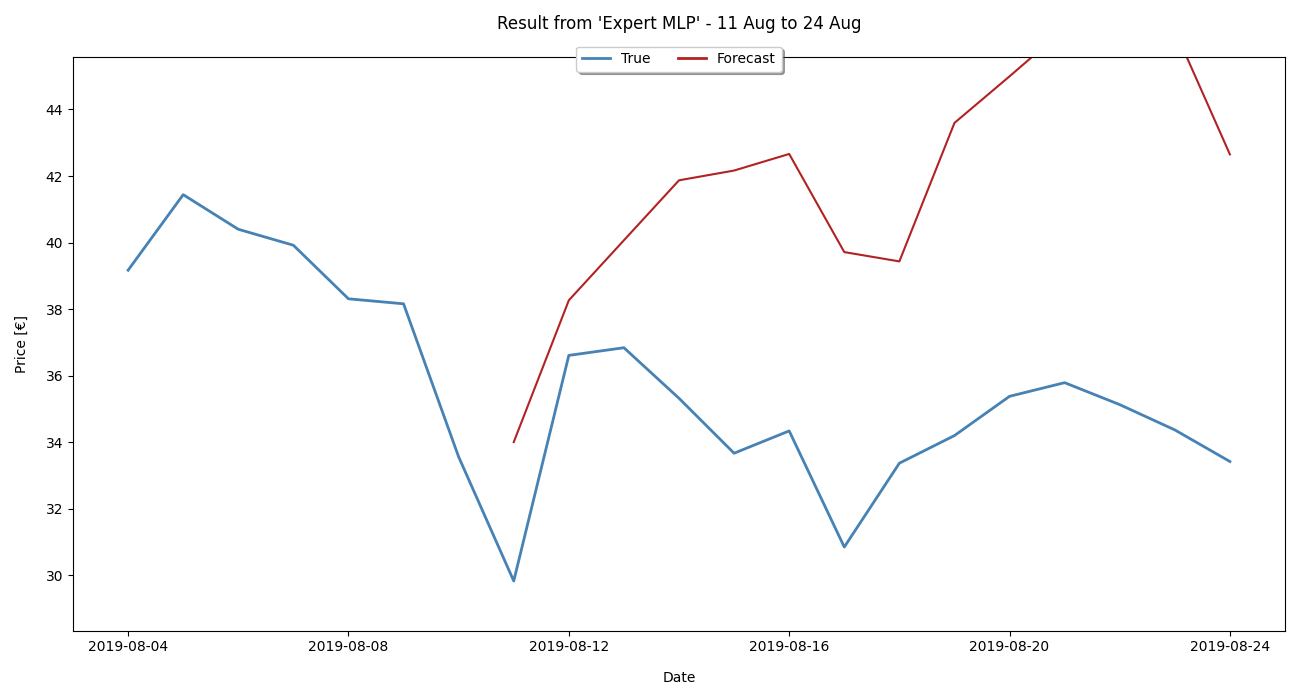 Result from 'Expert MLP' - 11 Aug to 24 Aug
True
Forecast
Price [€]
44
42
40
38
36
34
32
30
2019-08-04
2019-08-08
2019-08-12
2019-08-16
2019-08-20
2019-08-24
Date